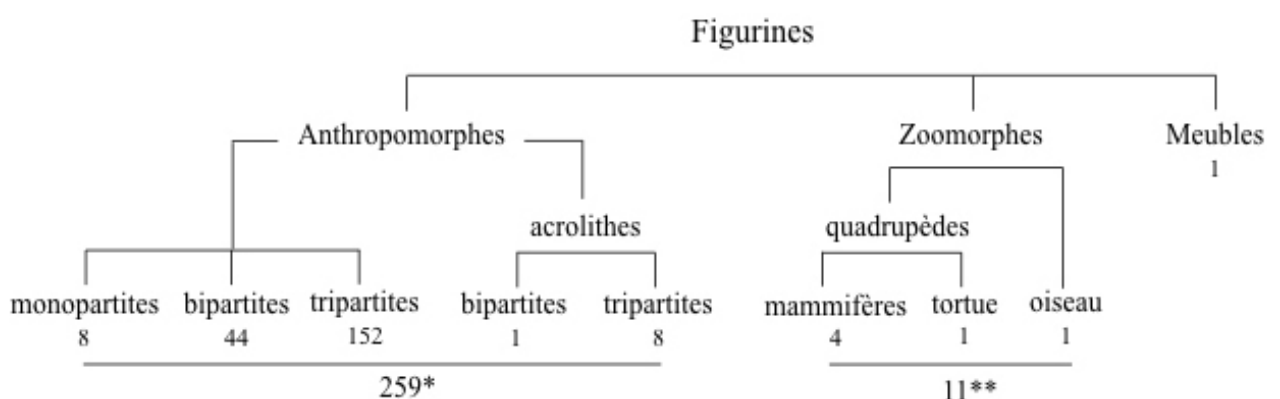 Figurines
Anthropomorphes Zoomorphes Meubles
1
acrolithes quadrupèdes
monopartites bipartites tripartites bipartites tripartites mammifères tortue oiseau
8 44 152 1 8 4 1 1
259* 11**